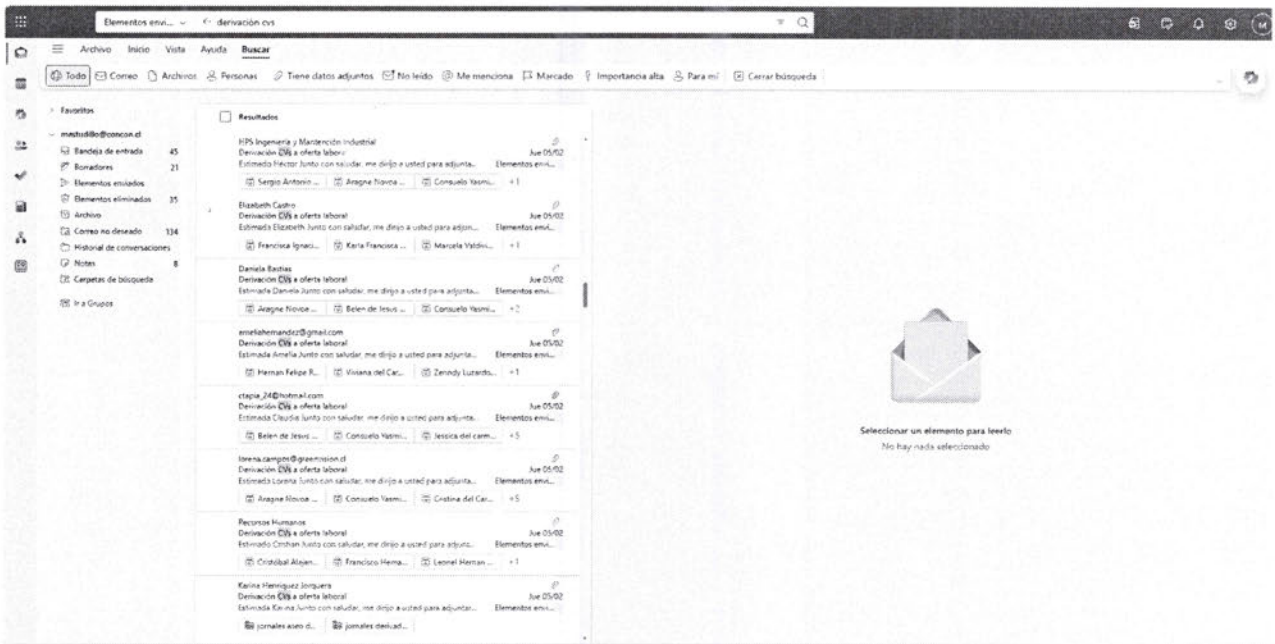 Elementos envi...
derivación cvs
M
Archivo Inicio Vista Ayuda Buscar
Todo Correo Archivos Personas Tiene datos adjuntos No leído Me menciona Marcado Importancia alta Para mí Cerrar búsqueda
Favoritos
Bandeja de entrada 45
Borradores 21
Elementos enviados
Elementos eliminados 35
Archivo
Correo no deseado 134
Historial de conversaciones
Notes 8
Carpetas de búsqueda
Ir a Grupos
Resultados
HPS Ingeniería y Mantención Industrial
Derivación CVs a oferta labora Jue 05/02
Estimado Héctor Junto con saludar, me dirijo a usted para adjunta... Elementos envi...
Sergio Antonio ... Aragne Novoa ... Consuelo Yasmi... +1
Elizabeth Castro
Derivación CVs a oferta laboral Jue 05/02
Estimada Elizabeth Junto con saludar, me dirijo a usted para adjun... Elementos envi...
Francisca Ignaci... Karla Francisca ... Marcela Valdivi... +1
Daniela Bastias
Derivación CVs a oferta laboral Jue 05/02
Estimada Daniela Junto con saludar, me dirijo a usted para adjunta... Elementos envi...
Aragne Novoa ... Belen de Jesus ... Consuelo Yasmi... +2
ameliahernandez@gmail.com
Derivación CVs a oferta laboral Jue 05/02
Estimada Amelia Junto con saludar, me dirijo a usted para adjunta... Elementos envi...
Hernan Felipe R... Viviana del Car... Zenndy Luzardo... +1
ctapia_24@hotmail.com
Derivación CVs a oferta laboral Jue 05/02
Estimada Claudia Junto con saludar, me dirijo a usted para adjunta... Elementos envi...
Belen de Jesus ... Consuelo Yasmi... Jessica del carm... +5
Derivación CVs a oferta laboral Jue 05/02
Estimada Lorena Junto con saludar, me dirijo a usted para adjunta... Elementos envi...
Aragne Novoa ... Consuelo Yasmi... Cristina del Car... +5
Recursos Humanos
Derivación CVs a oferta laboral Jue 05/02
Estimado Cristian Junto con saludar, me dirijo a usted para adjunt... Elementos envi...
Cristóbal Alejan... Francisco Herna... Leonel Hernan ... +1
Karina Henriquez Jorquera
Derivación CVs a oferta laboral Jue 05/02
Estimada Karina Junto con saludar, me dirijo a usted para adjuntar... Elementos envi...
jornales aseo d... jornales derivad...
Seleccionar un elemento para leerlo
No hay nada seleccionado